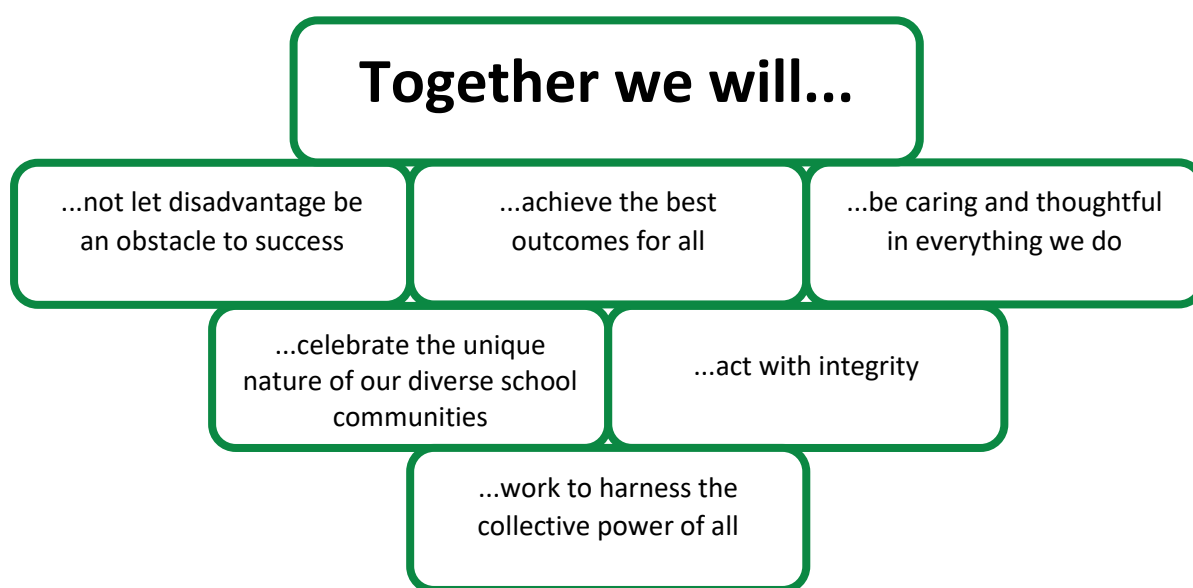 Together we will...
...not let disadvantage be
an obstacle to success
...achieve the best
outcomes for all
...be caring and thoughtful
in everything we do
...celebrate the unique
nature of our diverse school
communities
...act with integrity
...work to harness the
collective power of all